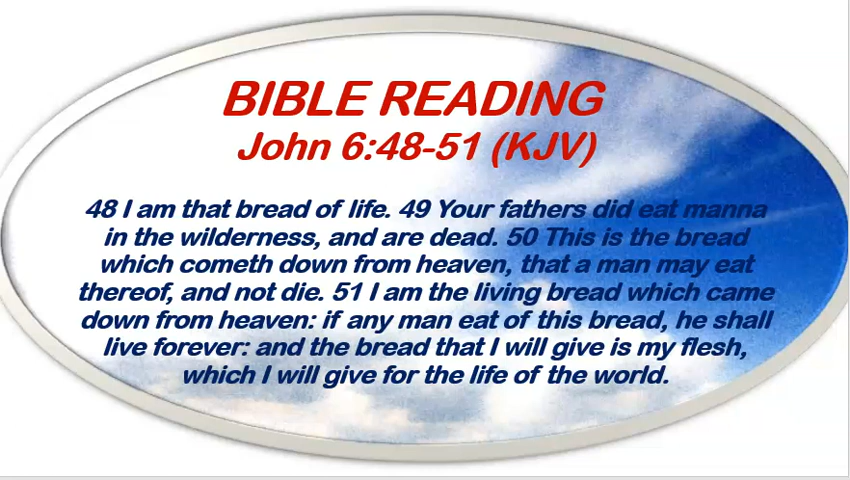 BIBLE READING
John 6:48-51 (KJV)
48 I am that bread of life. 49 Your fathers did eat manna
in the wilderness, and are dead. 50 This is the bread
which cometh down from heaven, that a man may eat
thereof, and not die. 51 I am the living bread which came
down from heaven: if any man eat of this bread, he shall
live forever: and the bread that I will give is my flesh,
which I will give for the life of the world.